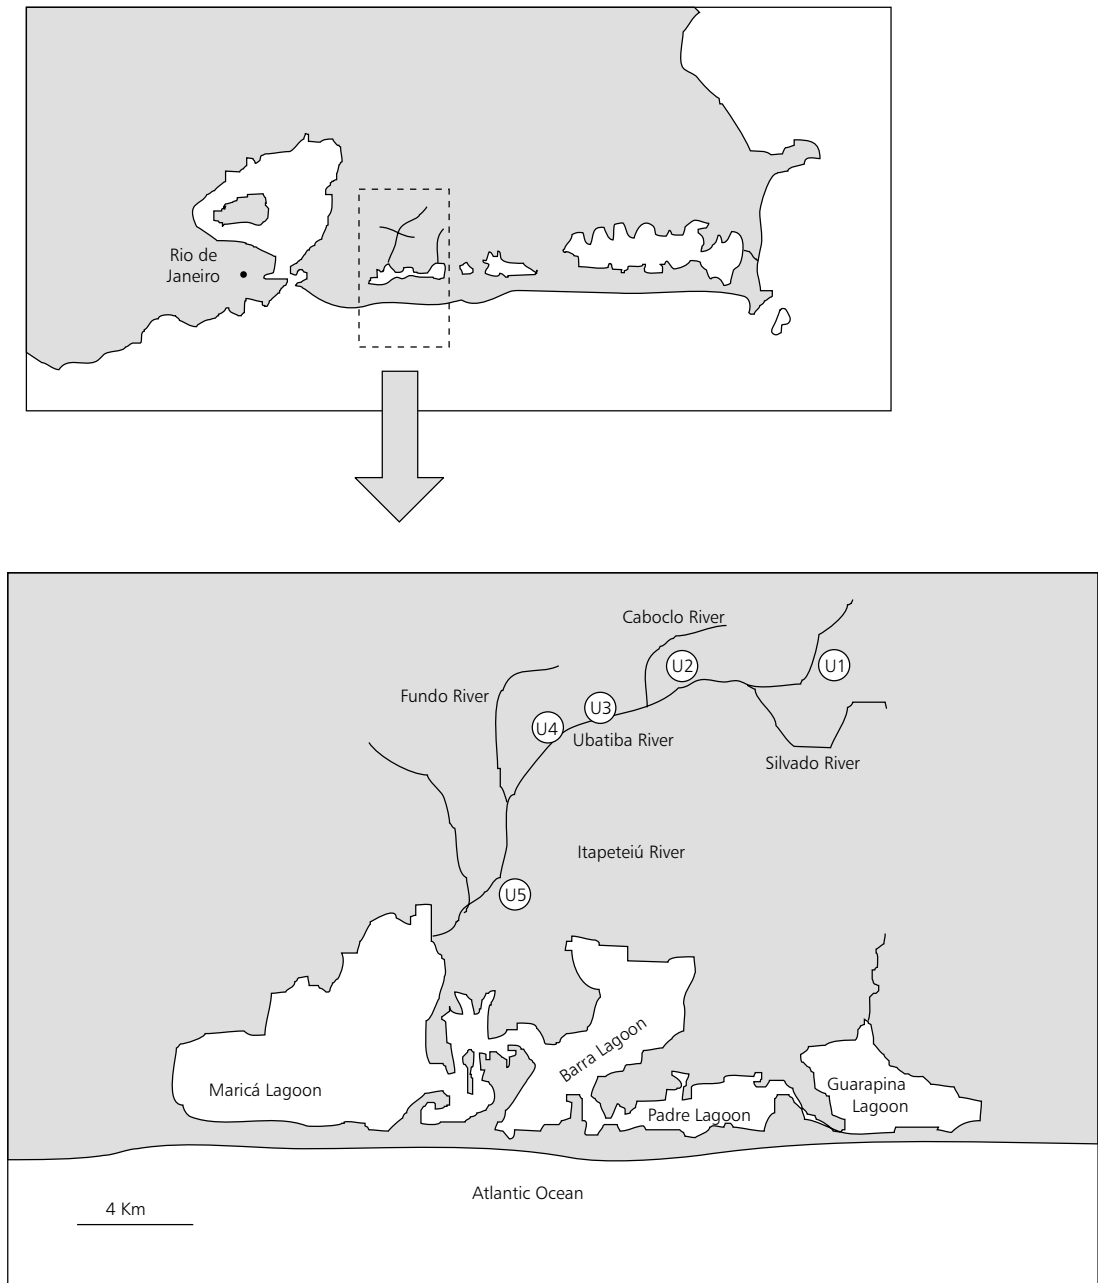 Rio de
Janeiro
Caboclo River
U2
U1
Fundo River
U3
U4
Ubatiba River
Silvado River
Itapeteiú River
U5
Barra Lagoon
Maricá Lagoon
Guarapina
Lagoon
Padre Lagoon
Atlantic Ocean
4 Km